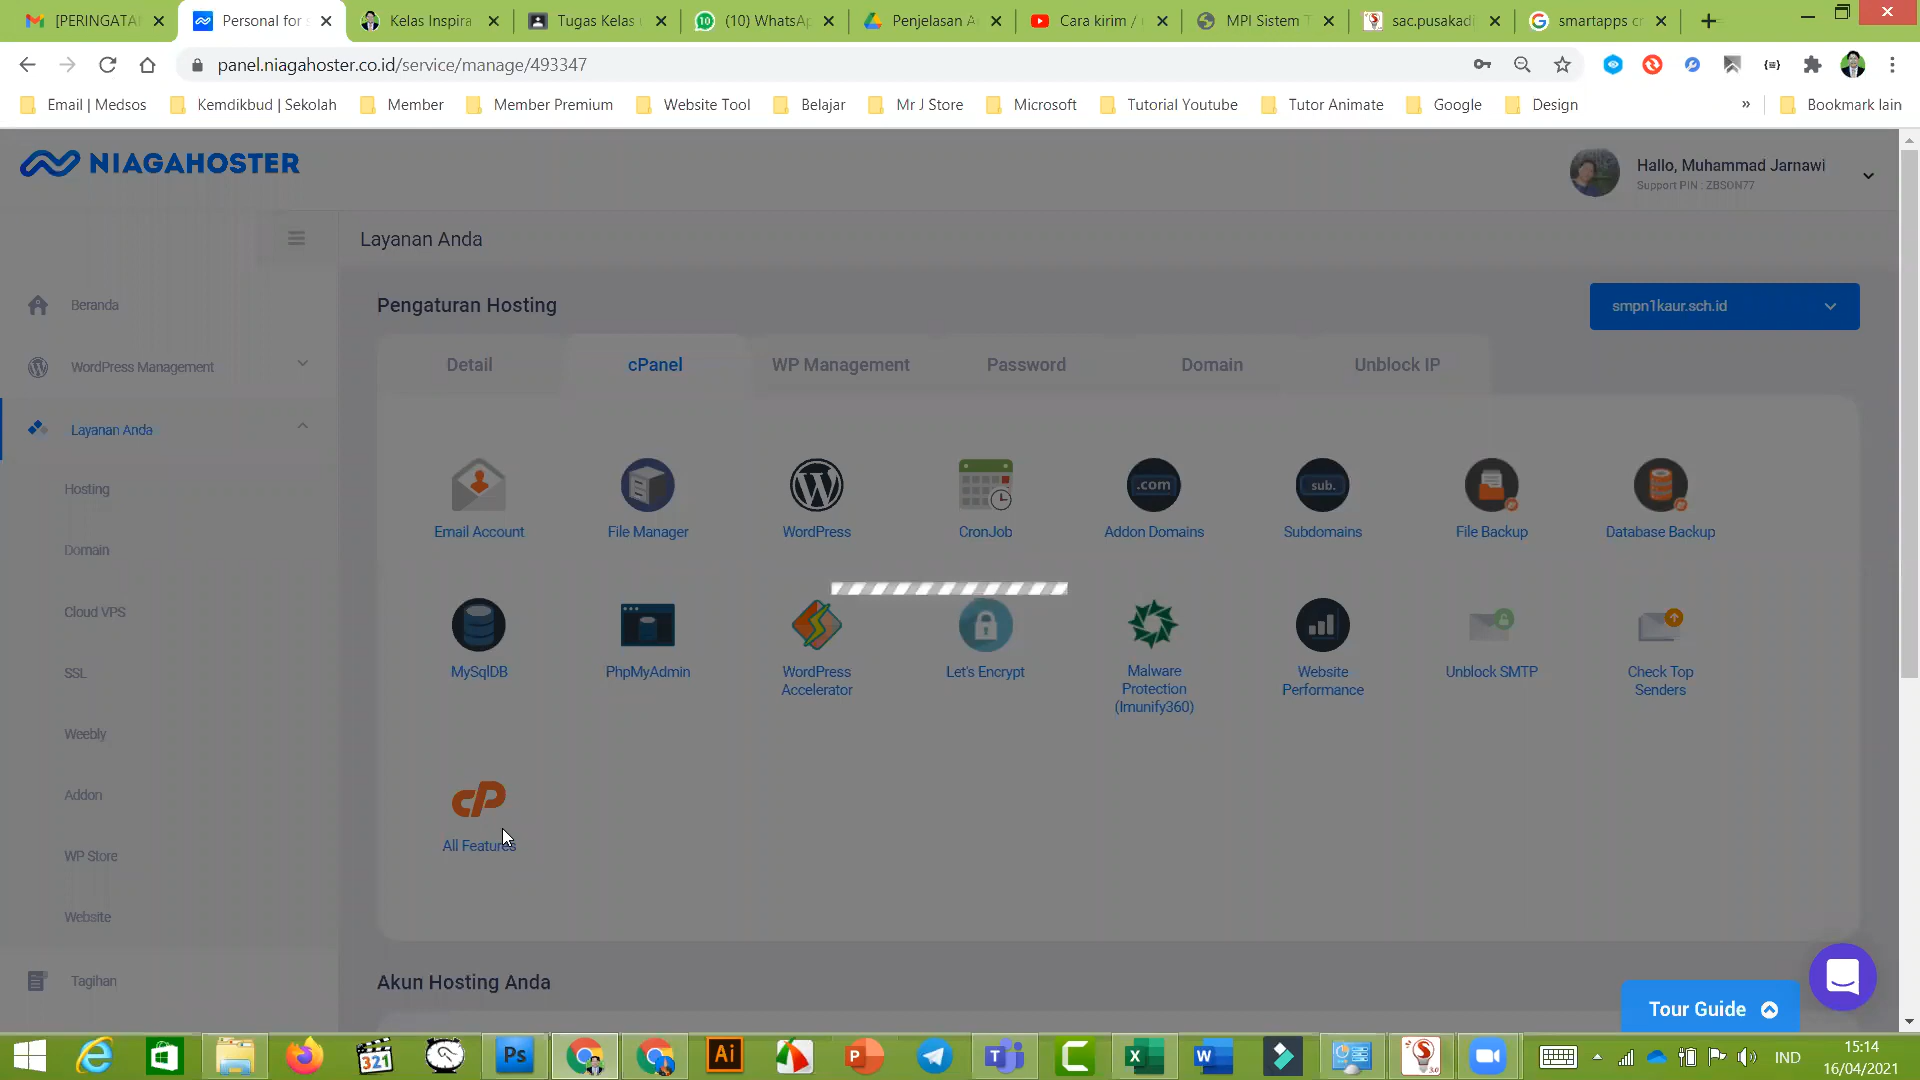 [PERINGATA
Personal for
Kelas Inspira
Tugas Kelas
(10) WhatsAp
Penjelasan A
Cara kirim /
MPI Sistem T
sac.pusakadi
smartapps cr
panel.niagahoster.co.id/service/manage/493347
Email | Medsos
Kemdikbud | Sekolah
Member
Member Premium
Website Tool
Belajar
Mr J Store
Microsoft
Tutorial Youtube
Tutor Animate
Google
Design
»
Bookmark lain
NIAGAHOSTER
Hallo, Muhammad Jarnawi
Support PIN : ZBSON77
Layanan Anda
Beranda
WordPress Management
Layanan Anda
Hosting
Domain
Cloud VPS
SSL
Weebly
Addon
WP Store
Website
Tagihan
Pengaturan Hosting
smpn1kaur.sch.id
Detail
cPanel
WP Management
Password
Domain
Unblock IP
Email Account
File Manager
WordPress
CronJob
.com
Addon Domains
sub.
Subdomains
File Backup
Database Backup
MySqlDB
PhpMyAdmin
WordPress
Accelerator
Let's Encrypt
Malware
Protection
(Imunify360)
Website
Performance
Unblock SMTP
Check Top
Senders
cP
All Features
Akun Hosting Anda
Tour Guide
321
Ps
Ai
IND
15:14
16/04/2021